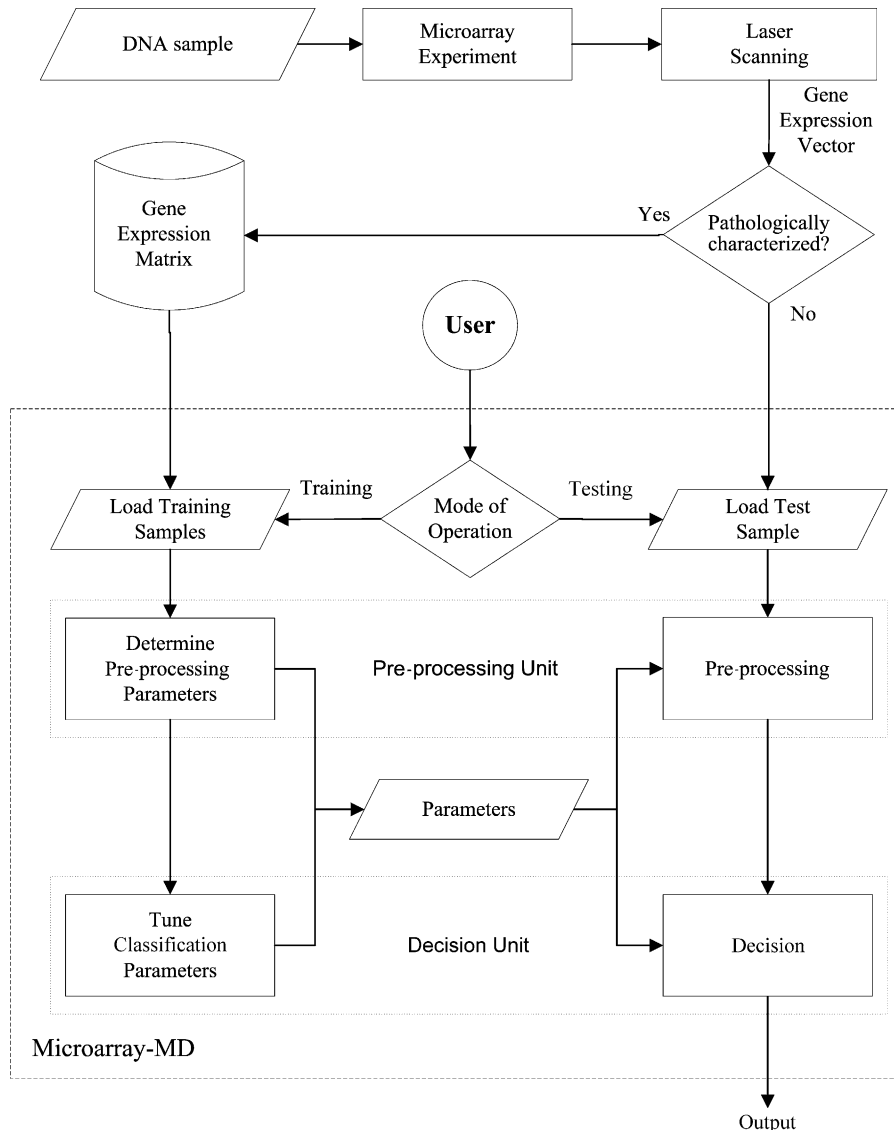 DNA sample
Microarray
Experiment
Laser
Scanning
Gene
Expression
Vector
Gene
Expression
Matrix
Yes
Pathologically
characterized?
No
User
Training
Testing
Load Training
Samples
Mode of
Operation
Load Test
Sample
Determine
Pre-processing
Parameters
Pre-processing Unit
Pre-processing
Parameters
Tune
Classification
Parameters
Decision Unit
Decision
Microarray-MD
Output